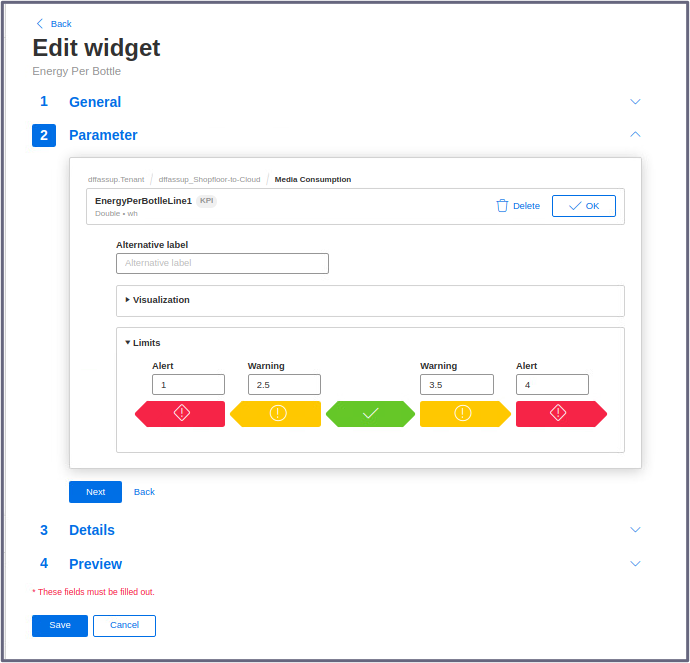 Back
Edit widget
Energy Per Bottle
1 General
2 Parameter
dffassup.Tenant / dffassup_Shopfloor-to-Cloud / Media Consumption
EnergyPerBotlleLine1 KPI
Double • wh
Delete
OK
Alternative label
Alternative label
Visualization
Limits
Alert Warning Warning Alert
1 2.5 3.5 4
Next Back
3 Details
4 Preview
* These fields must be filled out.
Save Cancel